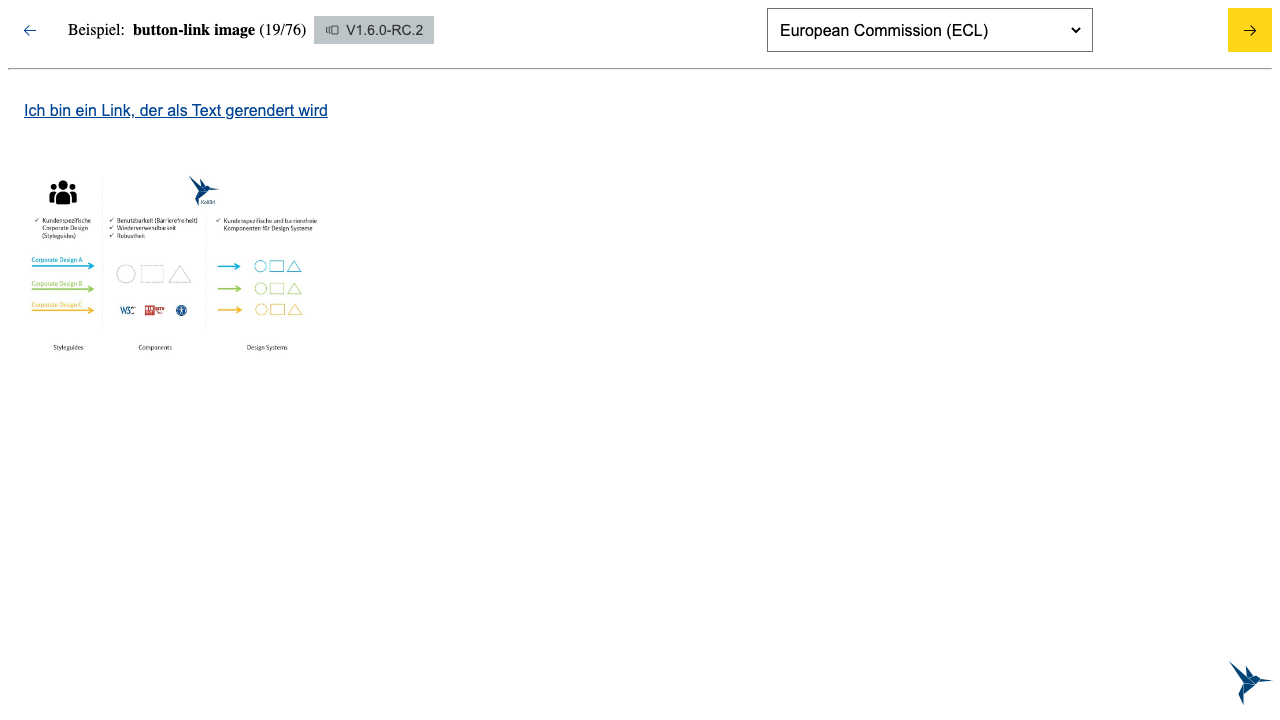 Beispiel: button-link image (19/76) V1.6.0-RC.2
European Commission (ECL)
Ich bin ein Link, der als Text gerendert wird
KoliBri
✓ Kundenspezifische
Corporate Design
(Styleguides)
✓ Benutzbarkeit (Barrierefreiheit)
✓ Wiederverwendbarkeit
✓ Robustheit
✓ Kundenspezifische und barrierefreie
Komponenten für Design Systeme
Corporate Design A
Corporate Design B
Corporate Design C
W3C
Styleguides
Components
Design Systems